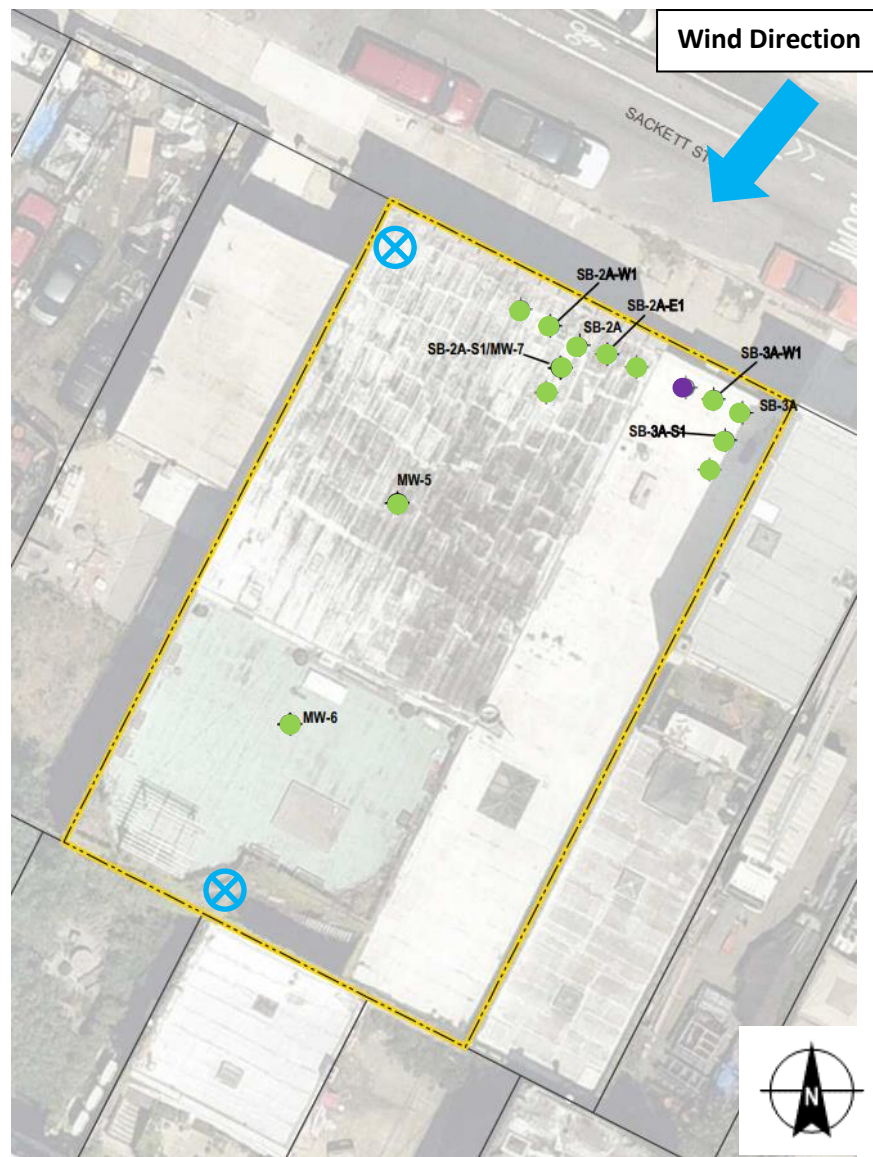 Wind Direction
SACKETT ST
SB-2A-W1
SB-2A-E1
SB-2A
SB-2A-S1/MW-7
SB-3A-W1
SB-3A
SB-3A-S1
MW-5
MW-6
N